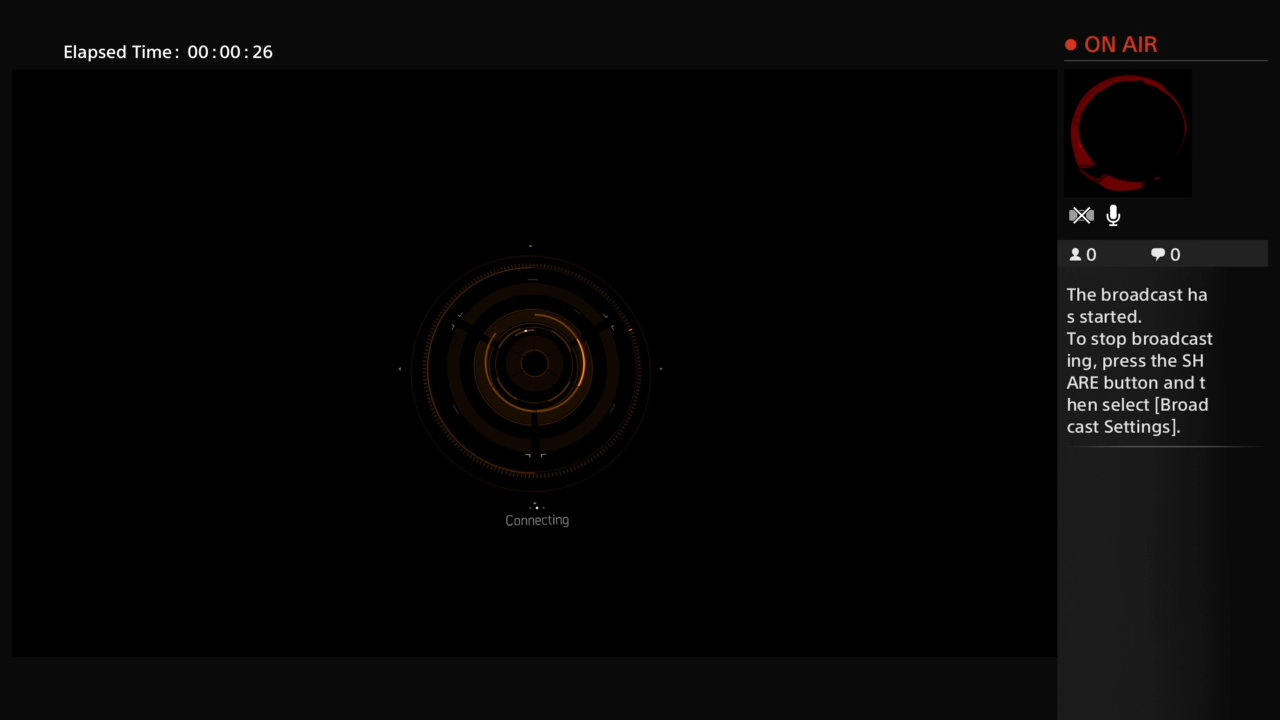 Elapsed Time: 00:00:26
ON AIR
0 0
The broadcast ha
s started.
To stop broadcast
ing, press the SH
ARE button and t
hen select [Broad
cast Settings].
Connecting